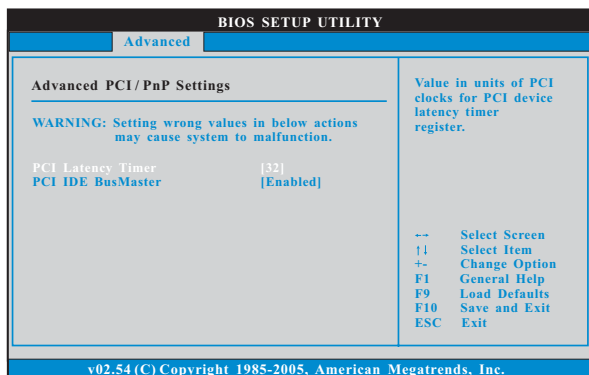 BIOS SETUP UTILITY
Advanced
Advanced PCI / PnP Settings
WARNING: Setting wrong values in below actions
may cause system to malfunction.
PCI Latency Timer [32]
PCI IDE BusMaster [Enabled]
Value in units of PCI
clocks for PCI device
latency timer
register.
←→ Select Screen
↑↓ Select Item
+- Change Option
F1 General Help
F9 Load Defaults
F10 Save and Exit
ESC Exit
v02.54 (C) Copyright 1985-2005, American Megatrends, Inc.